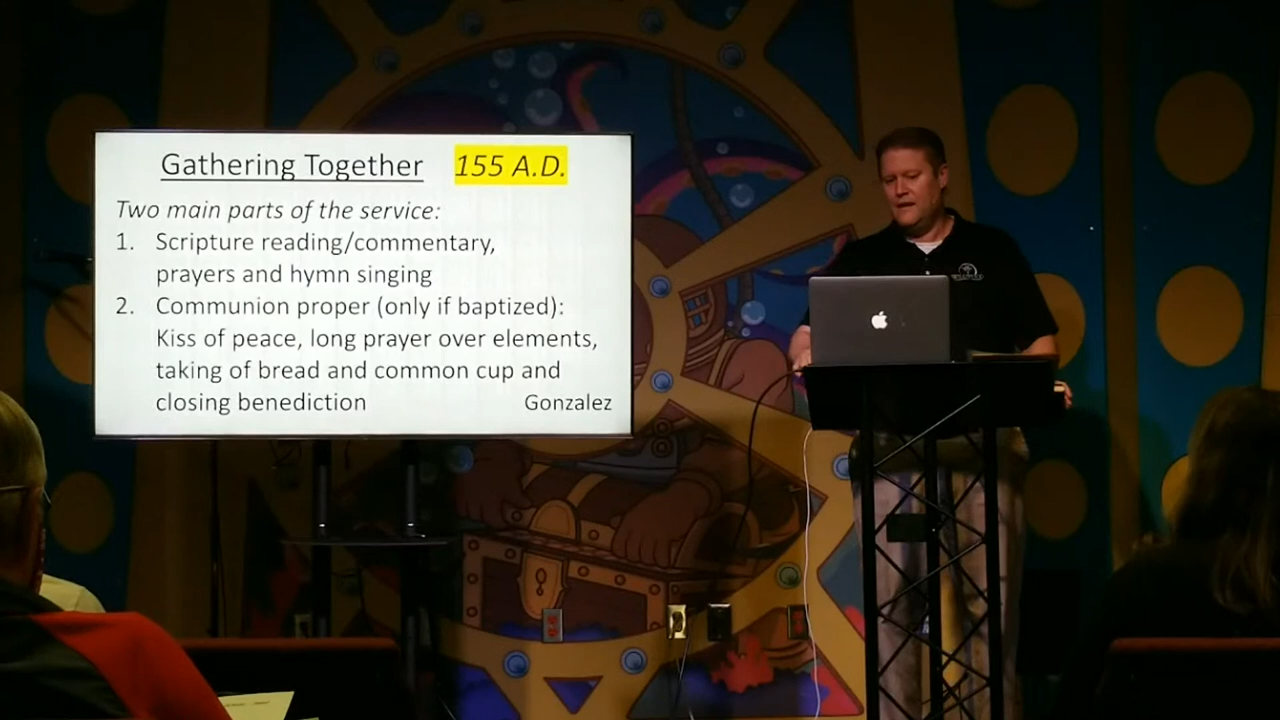 Gathering Together 155 A.D.
Two main parts of the service:
1. Scripture reading/commentary,
prayers and hymn singing
2. Communion proper (only if baptized):
Kiss of peace, long prayer over elements,
taking of bread and common cup and
closing benediction Gonzalez